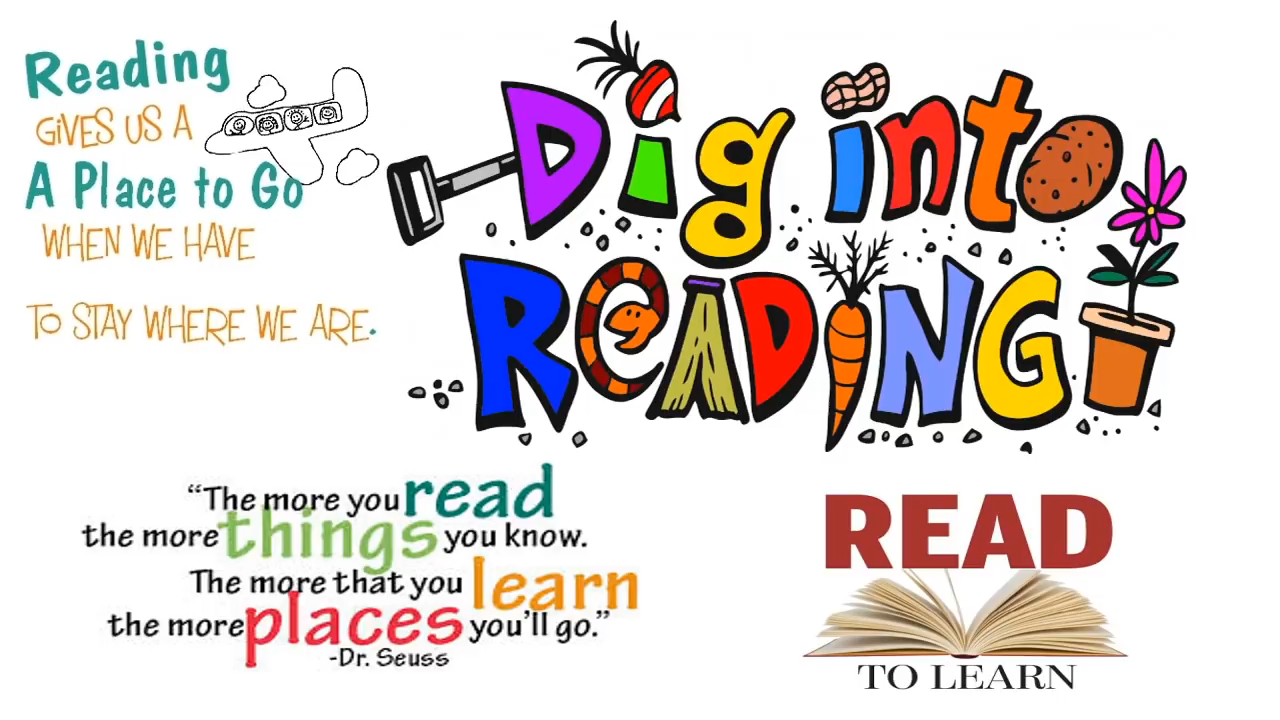 Reading
GIVES US A
A Place to Go
WHEN WE HAVE
TO STAY WHERE WE ARE.
Dig into
READING
“The more you read
the more things you know.
The more that you learn
the more places you’ll go.”
-Dr. Seuss
READ
TO LEARN